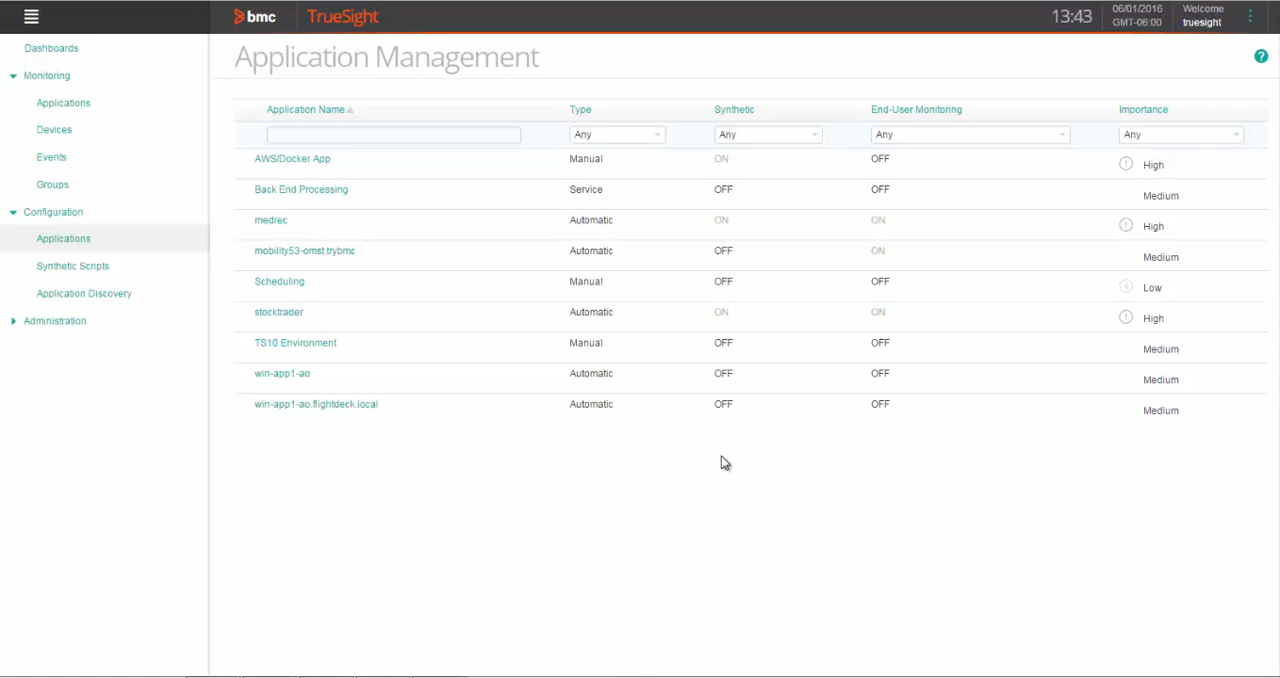 bmc TrueSight 13:43 06/01/2016 GMT-06:00 Welcome truesight
Dashboards
Monitoring
Applications
Devices
Events
Groups
Configuration
Applications
Synthetic Scripts
Application Discovery
Administration
Application Management
?
Application Name Type Synthetic End-User Monitoring Importance
Any Any Any Any
AWS/Docker App Manual ON OFF High
Back End Processing Service OFF OFF Medium
medrec Automatic ON ON High
mobility53-omst.trybmc Automatic OFF ON Medium
Scheduling Manual OFF OFF Low
stocktrader Automatic ON ON High
TS10 Environment Manual OFF OFF Medium
win-app1-ao Automatic OFF OFF Medium
win-app1-ao.flightdeck.local Automatic OFF OFF Medium